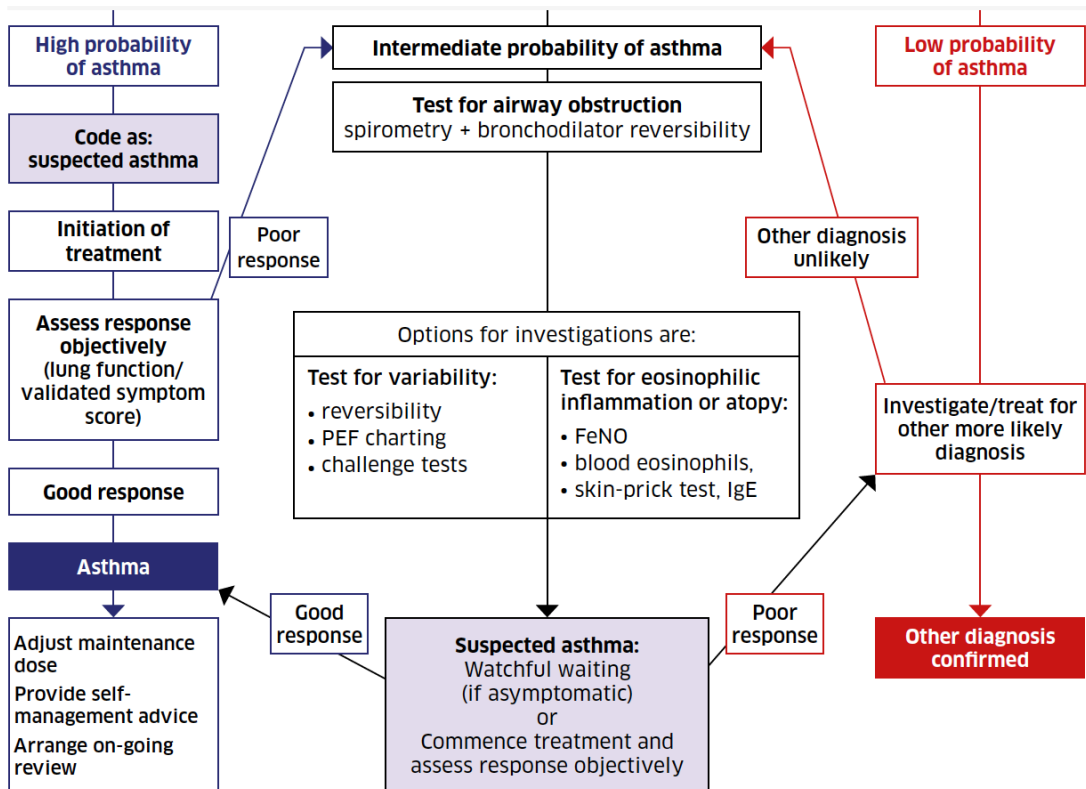 High probability
of asthma
Code as:
suspected asthma
Initiation of
treatment
Assess response
objectively
(lung function/
validated symptom
score)
Good response
Asthma
Adjust maintenance
dose
Provide self-
management advice
Arrange on-going
review
Poor
response
Intermediate probability of asthma
Test for airway obstruction
spirometry + bronchodilator reversibility
Options for investigations are:
Test for variability:
• reversibility
• PEF charting
• challenge tests
Test for eosinophilic
inflammation or atopy:
• FeNO
• blood eosinophils,
• skin-prick test, IgE
Good
response
Suspected asthma:
Watchful waiting
(if asymptomatic)
or
Commence treatment and
assess response objectively
Poor
response
Low probability
of asthma
Other diagnosis
unlikely
Investigate/treat for
other more likely
diagnosis
Other diagnosis
confirmed